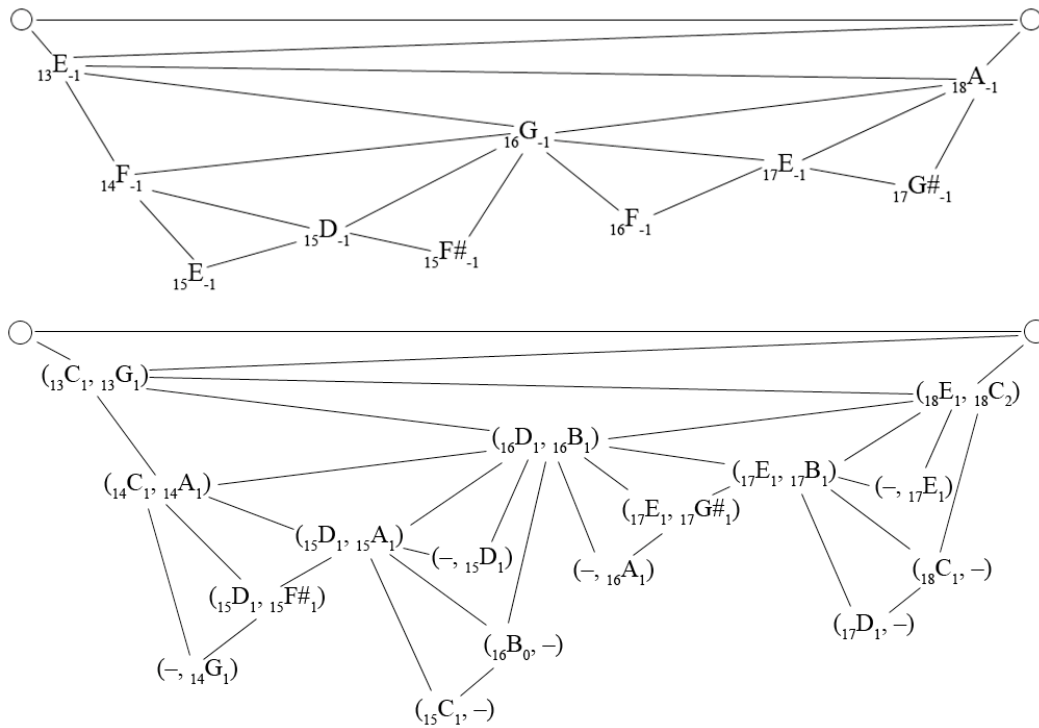 ₁₃E₋₁
₁₈A₋₁
₁₆G₋₁
₁₄F₋₁
₁₇E₋₁
₁₇G#₋₁
₁₅D₋₁
₁₆F₋₁
₁₅F#₋₁
₁₅E₋₁
(₁₃C₁, ₁₃G₁)
(₁₈E₁, ₁₈C₂)
(₁₆D₁, ₁₆B₁)
(₁₄C₁, ₁₄A₁)
(₁₇E₁, ₁₇B₁)
(–, ₁₇E₁)
(₁₇E₁, ₁₇G#₁)
(₁₅D₁, ₁₅A₁)
(–, ₁₅D₁)
(–, ₁₆A₁)
(₁₈C₁, –)
(₁₅D₁, ₁₅F#₁)
(₁₇D₁, –)
(₁₆B₀, –)
(–, ₁₄G₁)
(₁₅C₁, –)